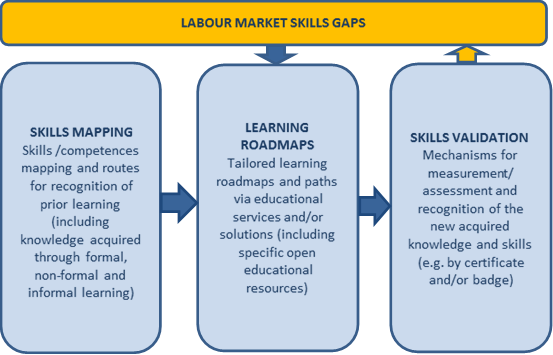 LABOUR MARKET SKILLS GAPS
SKILLS MAPPING
Skills /competences
mapping and routes
for recognition of
prior learning
(including
knowledge acquired
through formal,
non-formal and
informal learning)
LEARNING
ROADMAPS
Tailored learning
roadmaps and paths
via educational
services and/or
solutions (including
specific open
educational
resources)
SKILLS VALIDATION
Mechanisms for
measurement/
assessment and
recognition of the
new acquired
knowledge and skills
(e.g. by certificate
and/or badge)